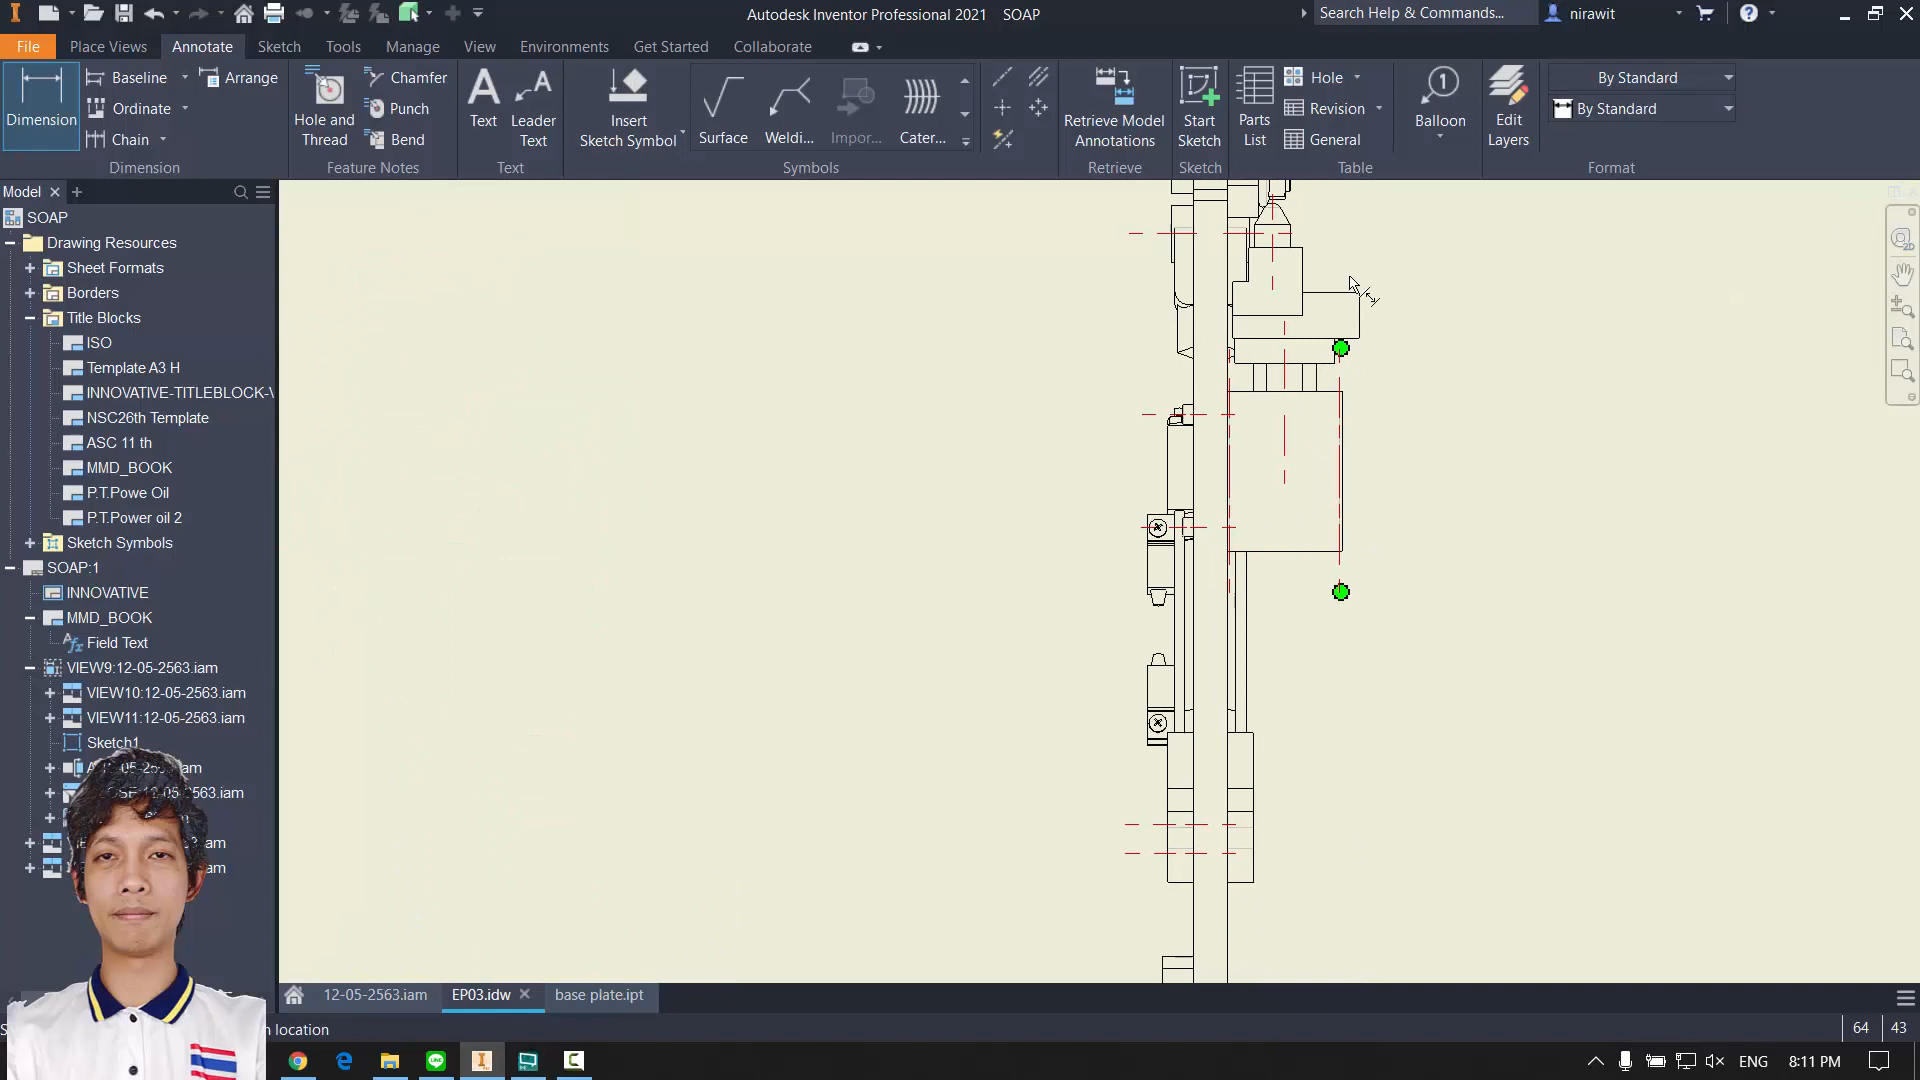 Autodesk Inventor Professional 2021 SOAP
Search Help & Commands...
nirawit
File
Place Views
Annotate
Sketch
Tools
Manage
View
Environments
Get Started
Collaborate
Dimension
Baseline
Arrange
Ordinate
Chain
Dimension
Hole and
Thread
Chamfer
Punch
Bend
Feature Notes
Text
Leader
Text
Text
Insert
Sketch Symbol
Surface
Weldi...
Impor...
Cater...
Symbols
Retrieve Model
Annotations
Retrieve
Start
Sketch
Sketch
Parts
List
Hole
Revision
General
Table
Balloon
Edit
Layers
By Standard
By Standard
Format
Model
SOAP
Drawing Resources
Sheet Formats
Borders
Title Blocks
ISO
Template A3 H
INNOVATIVE-TITLEBLOCK-V
NSC26th Template
ASC 11 th
MMD_BOOK
P.T.Powe Oil
P.T.Power oil 2
Sketch Symbols
SOAP:1
INNOVATIVE
MMD_BOOK
Field Text
VIEW9:12-05-2563.iam
VIEW10:12-05-2563.iam
VIEW11:12-05-2563.iam
Sketch1
12-05-2563.iam
EP03.idw
base plate.ipt
location
64
43
ENG
8:11 PM